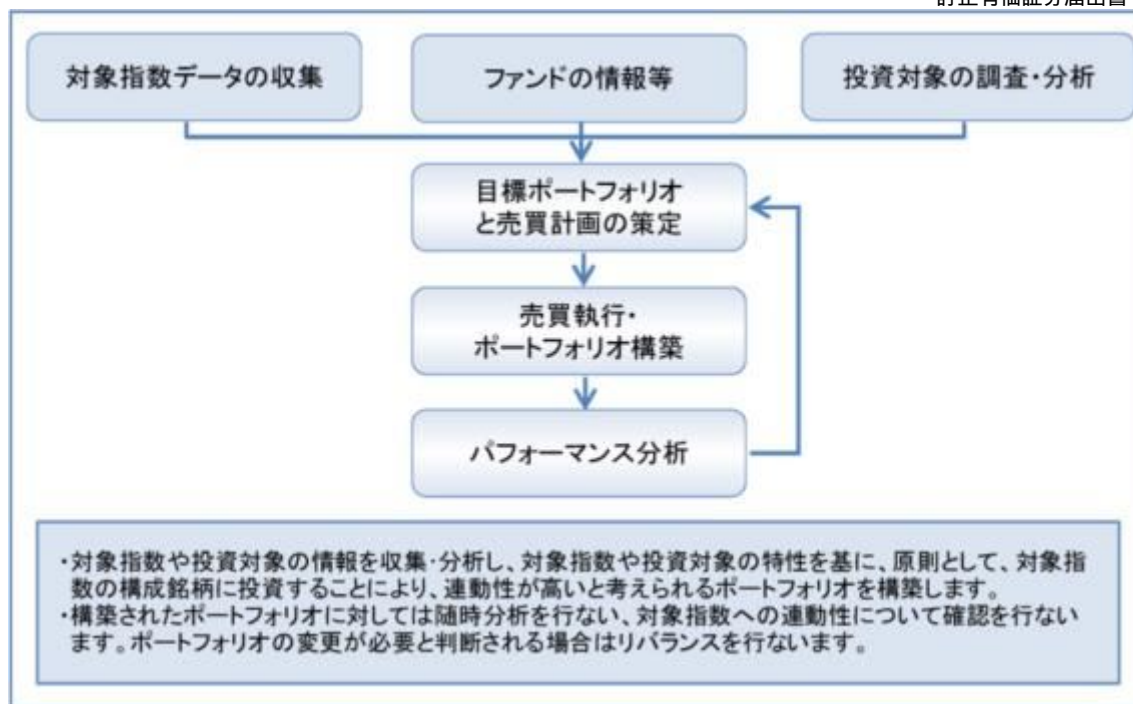 対象指数データの収集
ファンドの情報等
投資対象の調査・分析
目標ポートフォリオ
と売買計画の策定
売買執行・
ポートフォリオ構築
パフォーマンス分析
・対象指数や投資対象の情報を収集・分析し、対象指数や投資対象の特性を基に、原則として、対象指
数の構成銘柄に投資することにより、連動性が高いと考えられるポートフォリオを構築します。
・構築されたポートフォリオに対しては随時分析を行ない、対象指数への連動性について確認を行ない
ます。ポートフォリオの変更が必要と判断される場合はリバランスを行ないます。